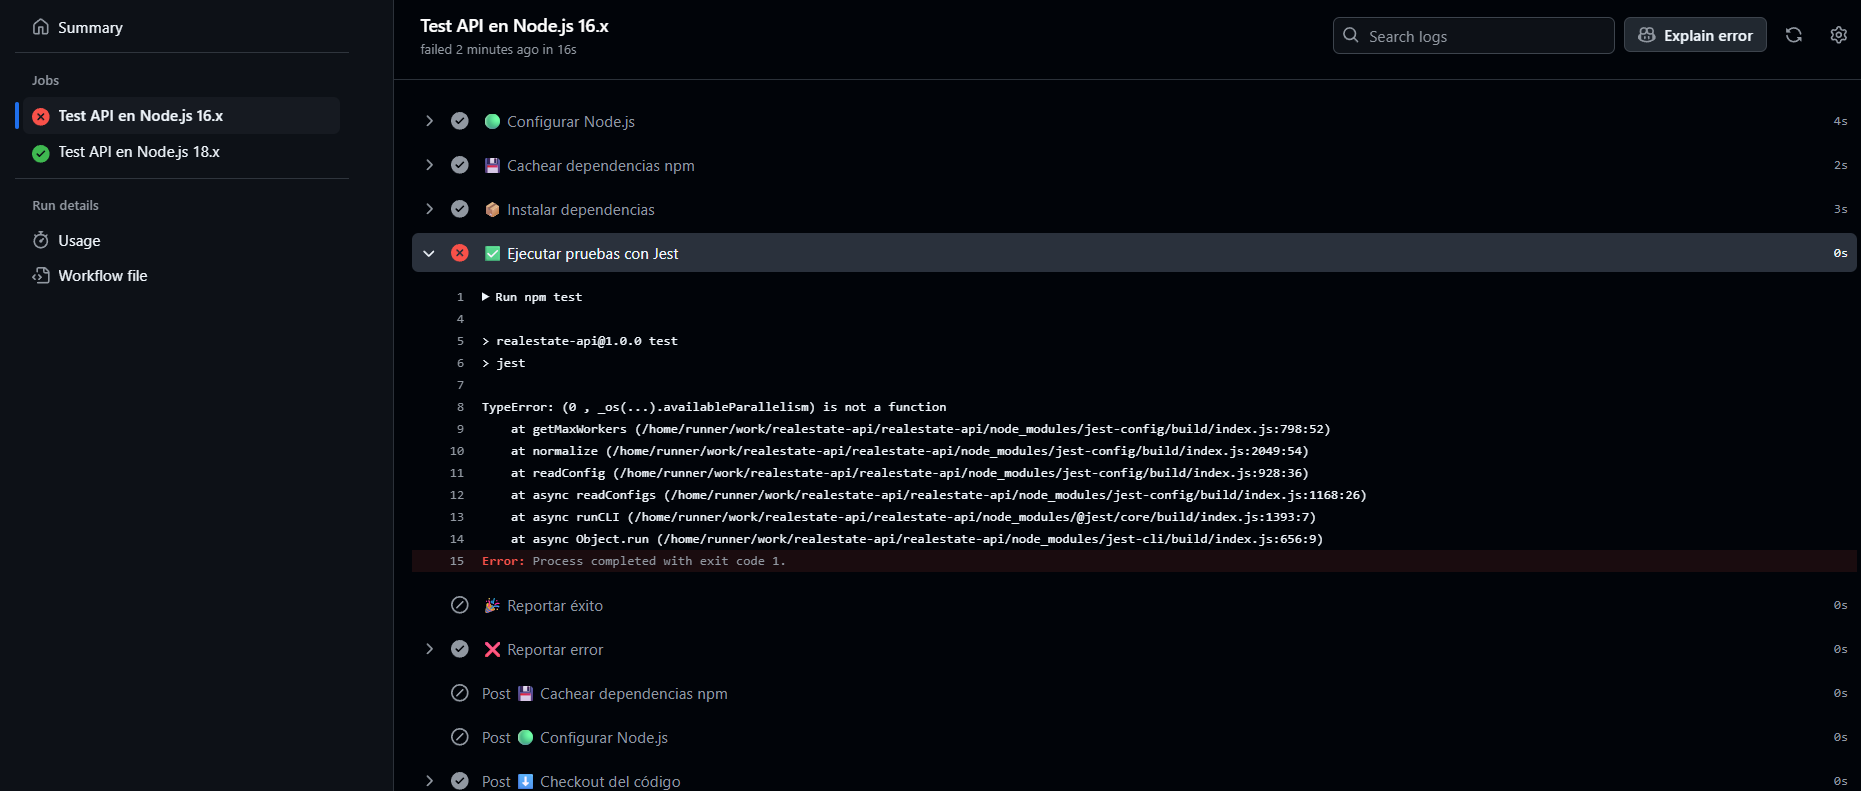 Summary
Jobs
Test API en Node.js 16.x
Test API en Node.js 18.x
Run details
Usage
Workflow file
Test API en Node.js 16.x
failed 2 minutes ago in 16s
Search logs
Explain error
Configurar Node.js 4s
Cachear dependencias npm 2s
Instalar dependencias 3s
Ejecutar pruebas con Jest 0s
1 Run npm test
4
5 > realestate-api@1.0.0 test
6 > jest
7
8 TypeError: (0 , _os(...).availableParallelism) is not a function
9 at getMaxWorkers (/home/runner/work/realestate-api/realestate-api/node_modules/jest-config/build/index.js:798:52)
10 at normalize (/home/runner/work/realestate-api/realestate-api/node_modules/jest-config/build/index.js:2049:54)
11 at readConfig (/home/runner/work/realestate-api/realestate-api/node_modules/jest-config/build/index.js:928:36)
12 at async readConfigs (/home/runner/work/realestate-api/realestate-api/node_modules/jest-config/build/index.js:1168:26)
13 at async runCLI (/home/runner/work/realestate-api/realestate-api/node_modules/@jest/core/build/index.js:1393:7)
14 at async Object.run (/home/runner/work/realestate-api/realestate-api/node_modules/jest-cli/build/index.js:656:9)
15 Error: Process completed with exit code 1.
Reportar éxito 0s
Reportar error 0s
Post Cachear dependencias npm 0s
Post Configurar Node.js 0s
Post Checkout del código 0s